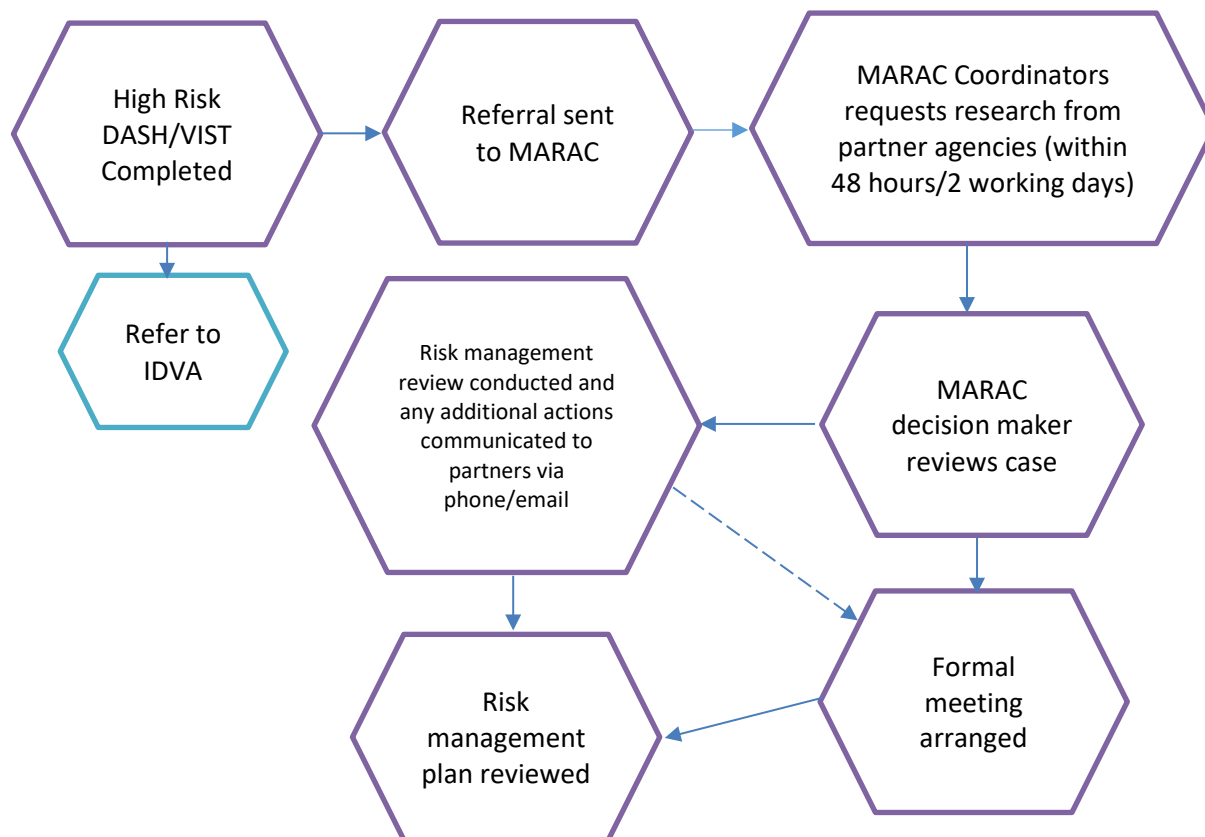 High Risk
DASH/VIST
Completed
Referral sent
to MARAC
MARAC Coordinators
requests research from
partner agencies (within
48 hours/2 working days)
Refer to
IDVA
Risk management
review conducted and
any additional actions
communicated to
partners via
phone/email
MARAC
decision maker
reviews case
Risk
management
plan reviewed
Formal
meeting
arranged